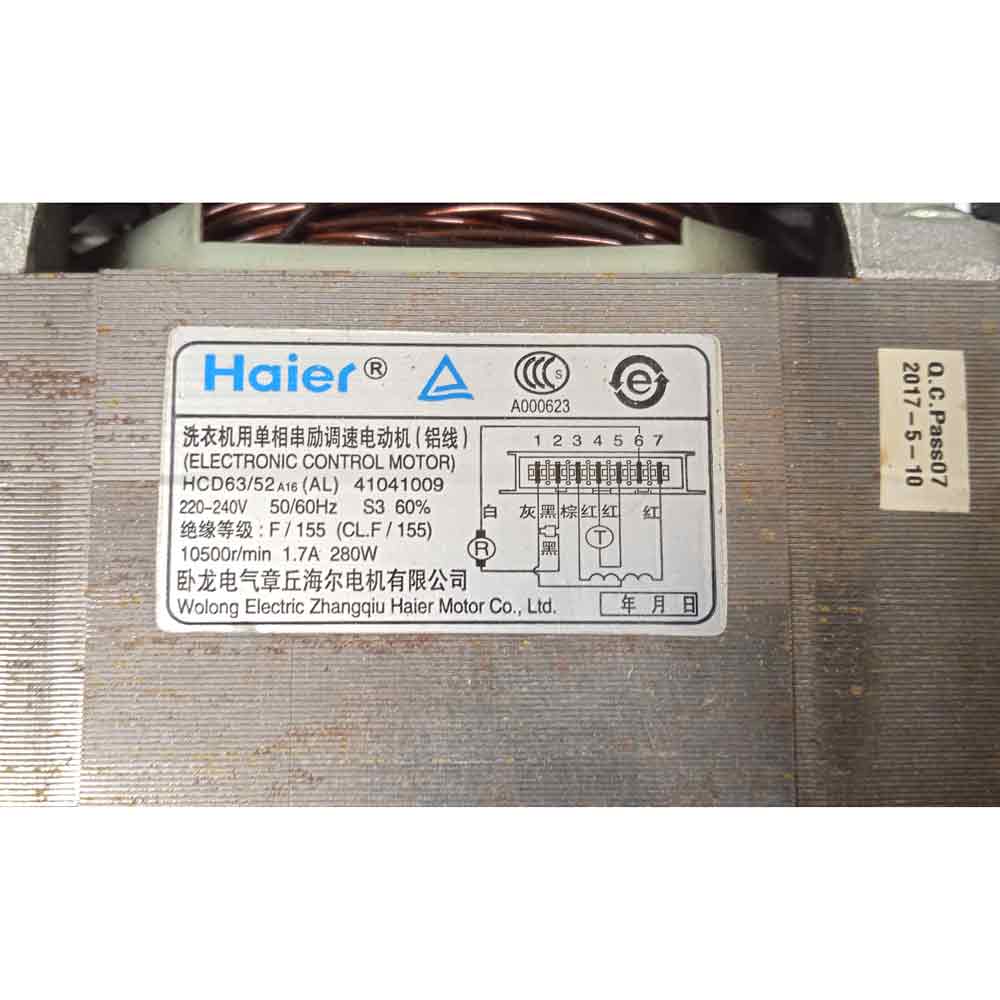 Haier®
S
A000623
e
洗衣机用单相串励调速电动机(铝线)
(ELECTRONIC CONTROL MOTOR)
HCD63/52A16 (AL) 41041009
220-240V 50/60Hz S3 60%
绝缘等级: F/155 (CL.F/155)
10500r/min 1.7A 280W
卧龙电气章丘海尔电机有限公司
Wolong Electric Zhangqiu Haier Motor Co., Ltd.
1 2 3 4 5 6 7
白 灰 黑 棕 红 红 红
黑
R
T
年 月 日
Q.C.Pass07
2017-5-10